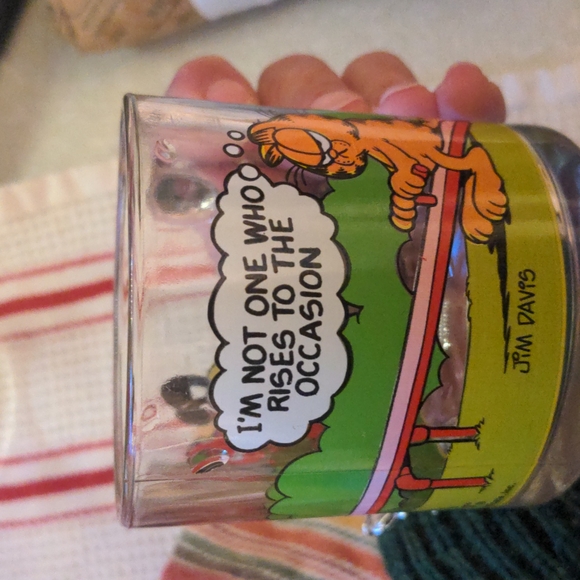 I'M NOT ONE WHO
RISES TO THE
OCCASION
JIM DAVIS